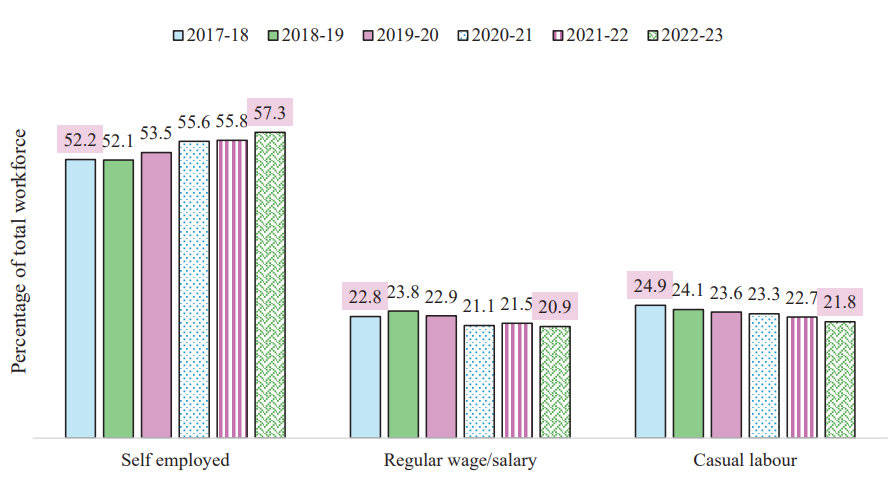 2017-18 2018-19 2019-20 2020-21 2021-22 2022-23
Percentage of total workforce
52.2 52.1 53.5 55.6 55.8 57.3
22.8 23.8 22.9 21.1 21.5 20.9
24.9 24.1 23.6 23.3 22.7 21.8
Self employed Regular wage/salary Casual labour